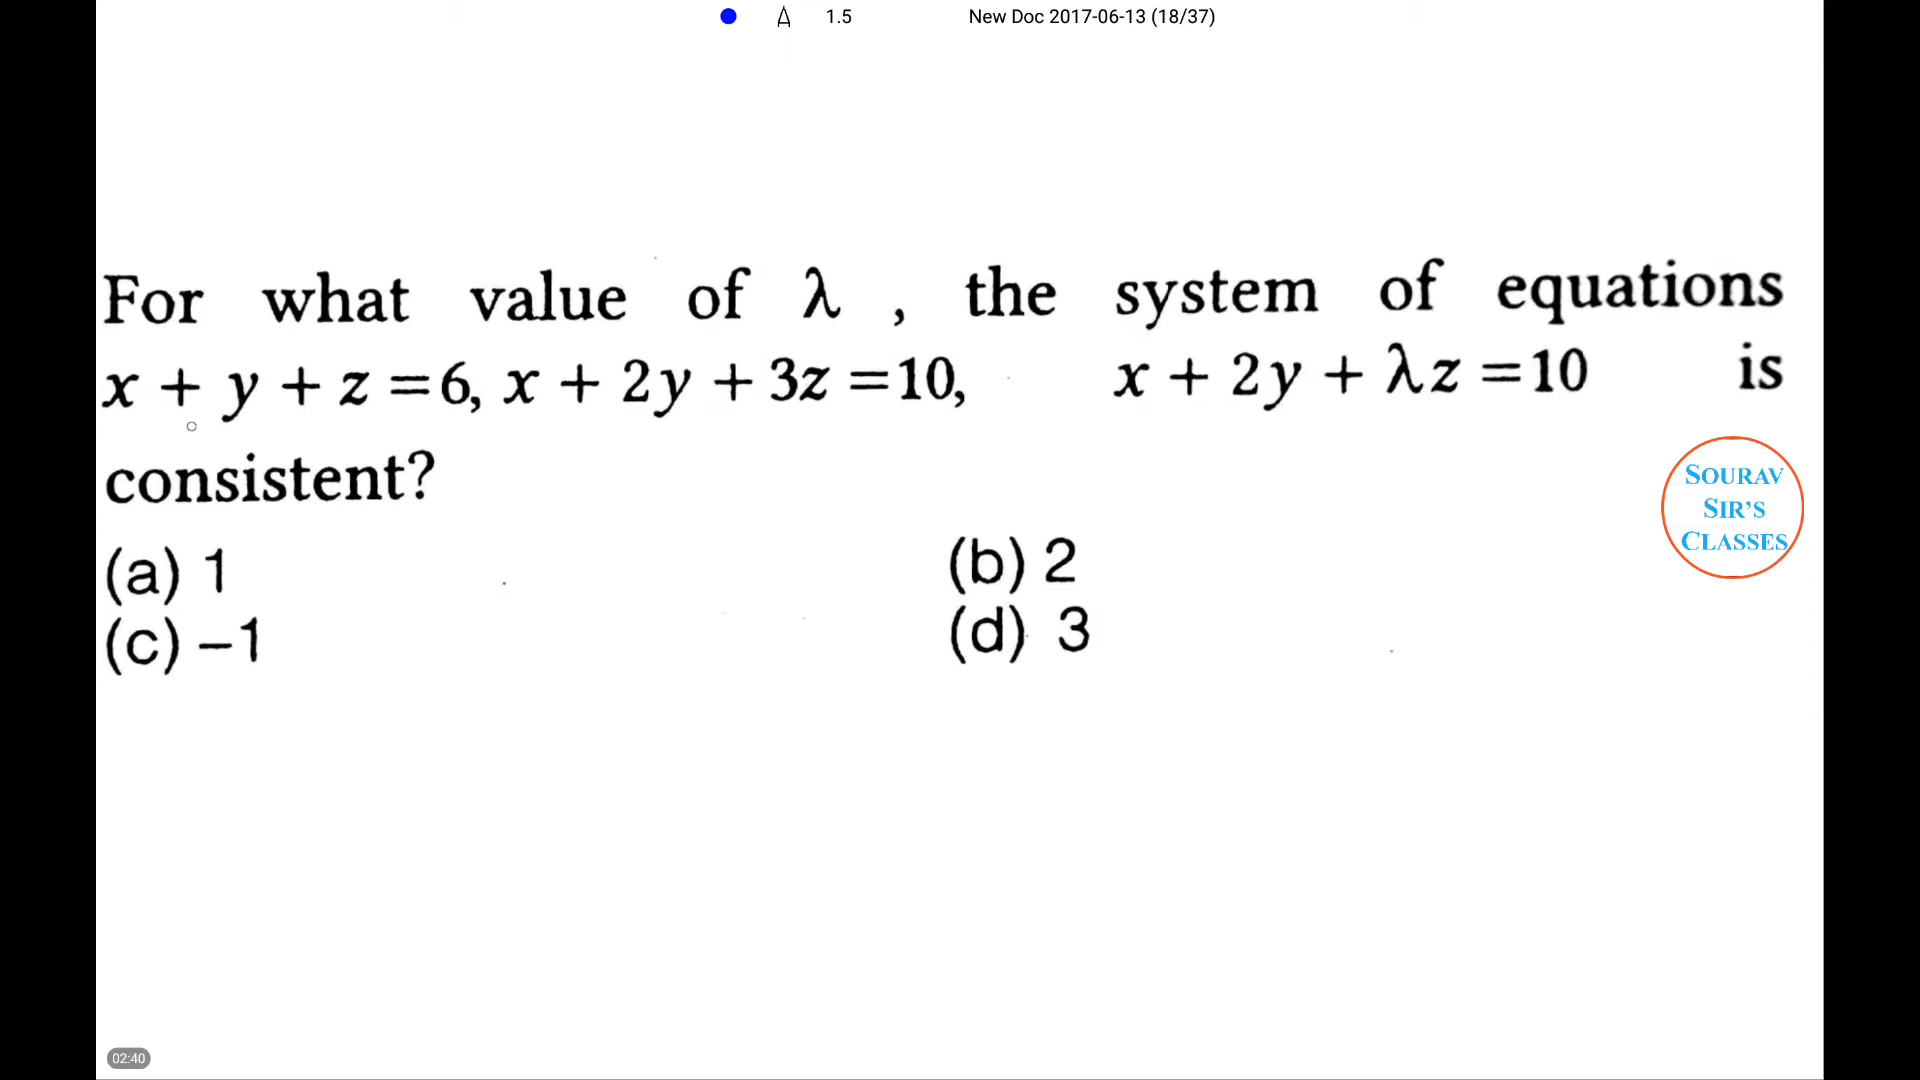 1.5 New Doc 2017-06-13 (18/37)
For what value of λ , the system of equations
x + y + z =6, x + 2y + 3z =10, x + 2y + λz =10 is
consistent?
SOURAV
SIR'S
CLASSES
(a) 1 (b) 2
(c) –1 (d) 3
02:40